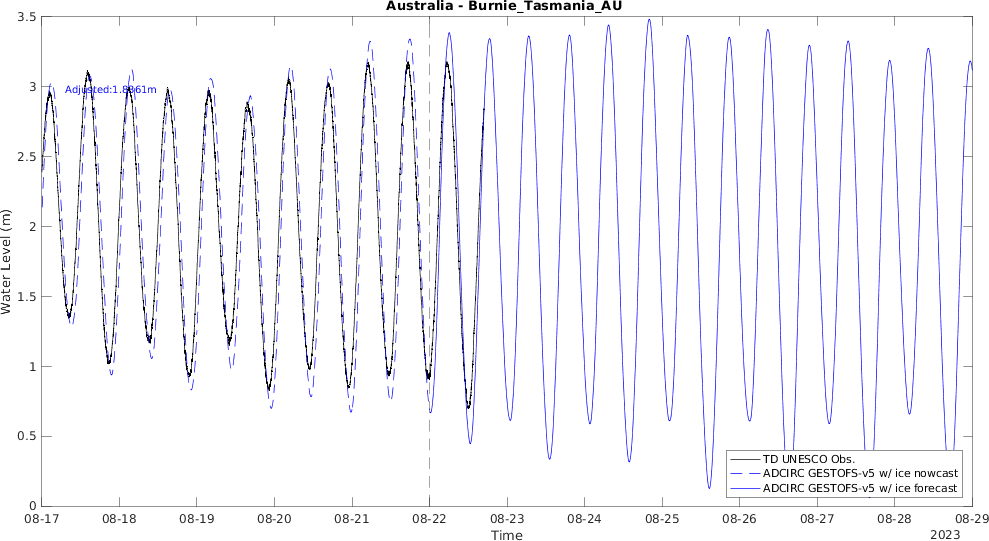 Australia - Burnie_Tasmania_AU
3.5
3
2.5
2
1.5
1
0.5
0
Water Level (m)
TD UNESCO Obs.
ADCIRC GESTOFS-v5 w/ ice nowcast
ADCIRC GESTOFS-v5 w/ ice forecast
08-17 08-18 08-19 08-20 08-21 08-22 08-23 08-24 08-25 08-26 08-27 08-28 08-29
Time
2023